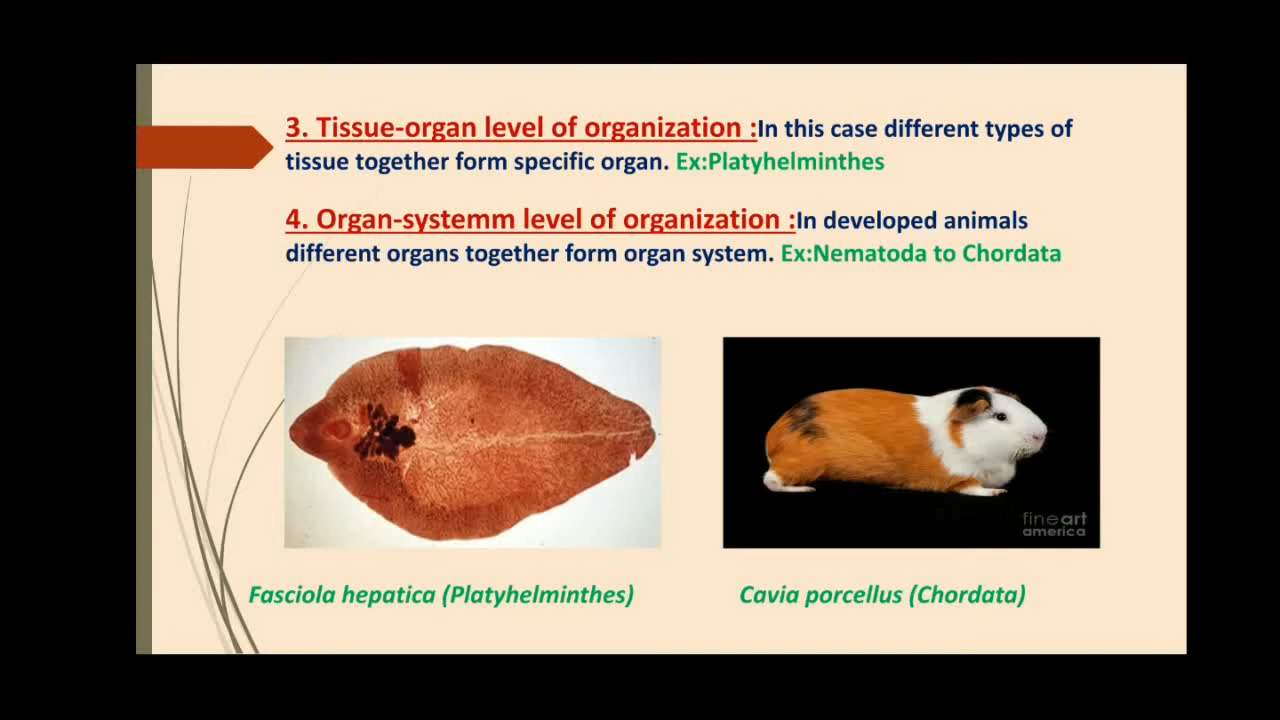 3. Tissue-organ level of organization :In this case different types of
tissue together form specific organ. Ex:Platyhelminthes
4. Organ-systemm level of organization :In developed animals
different organs together form organ system. Ex:Nematoda to Chordata
fineart
america
Fasciola hepatica (Platyhelminthes)
Cavia porcellus (Chordata)